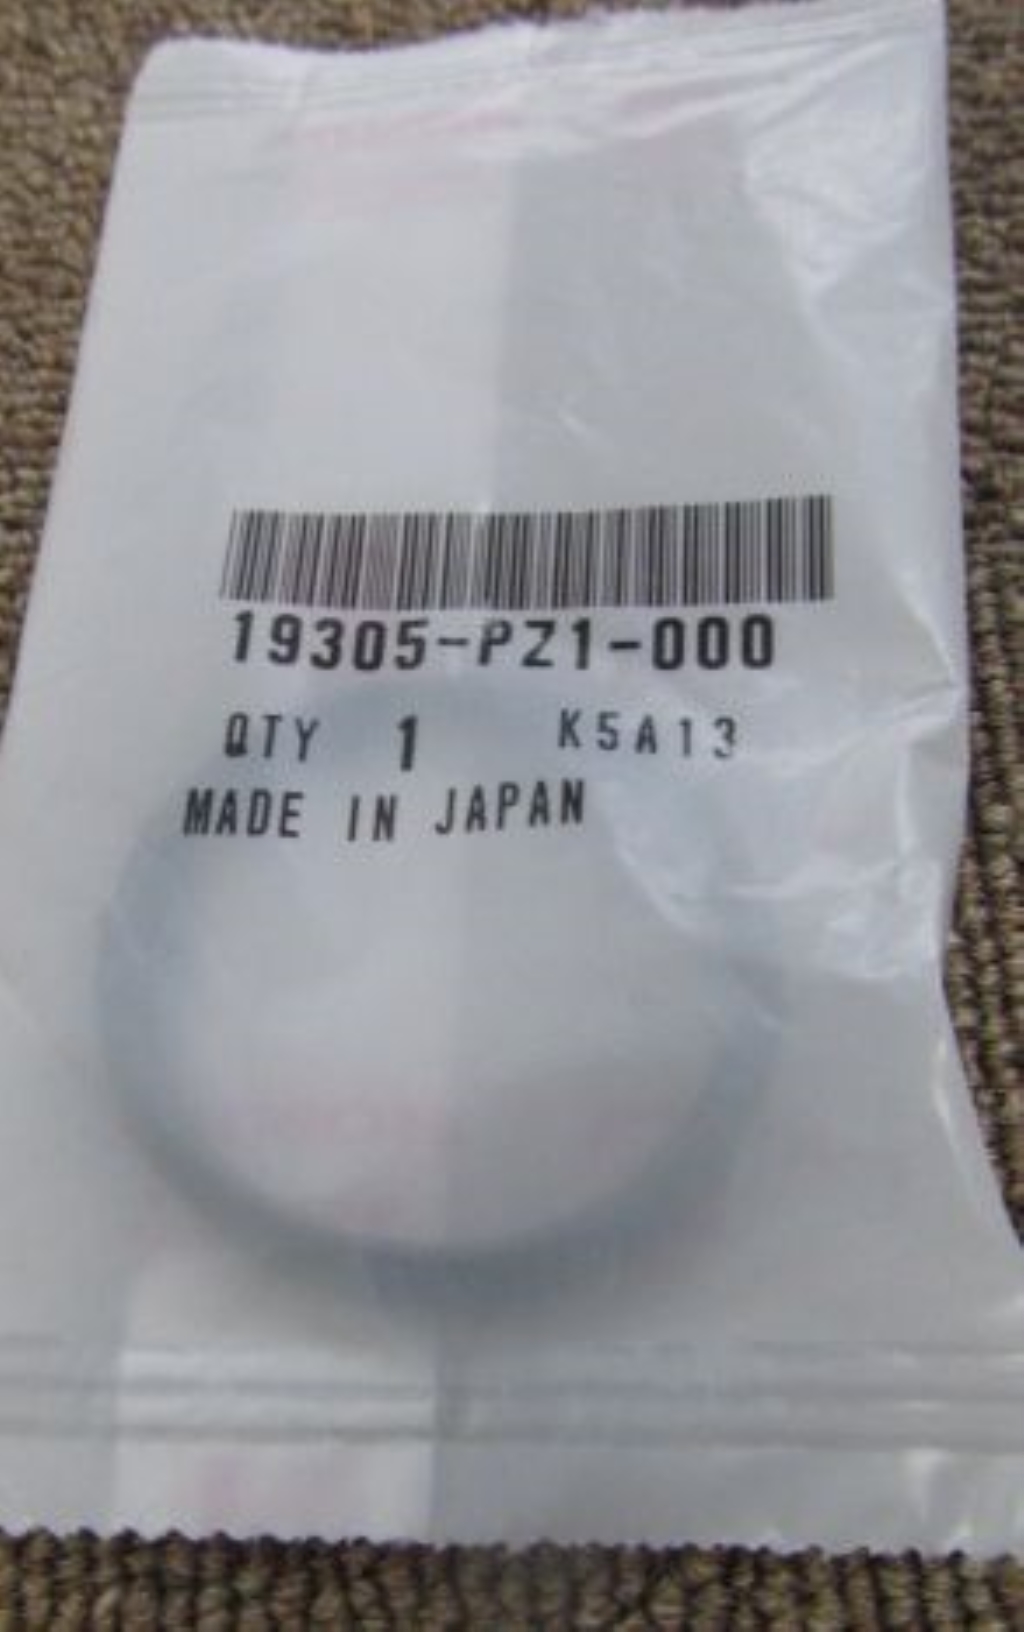 19305-PZ1-000
QTY 1 K5A13
MADE IN JAPAN